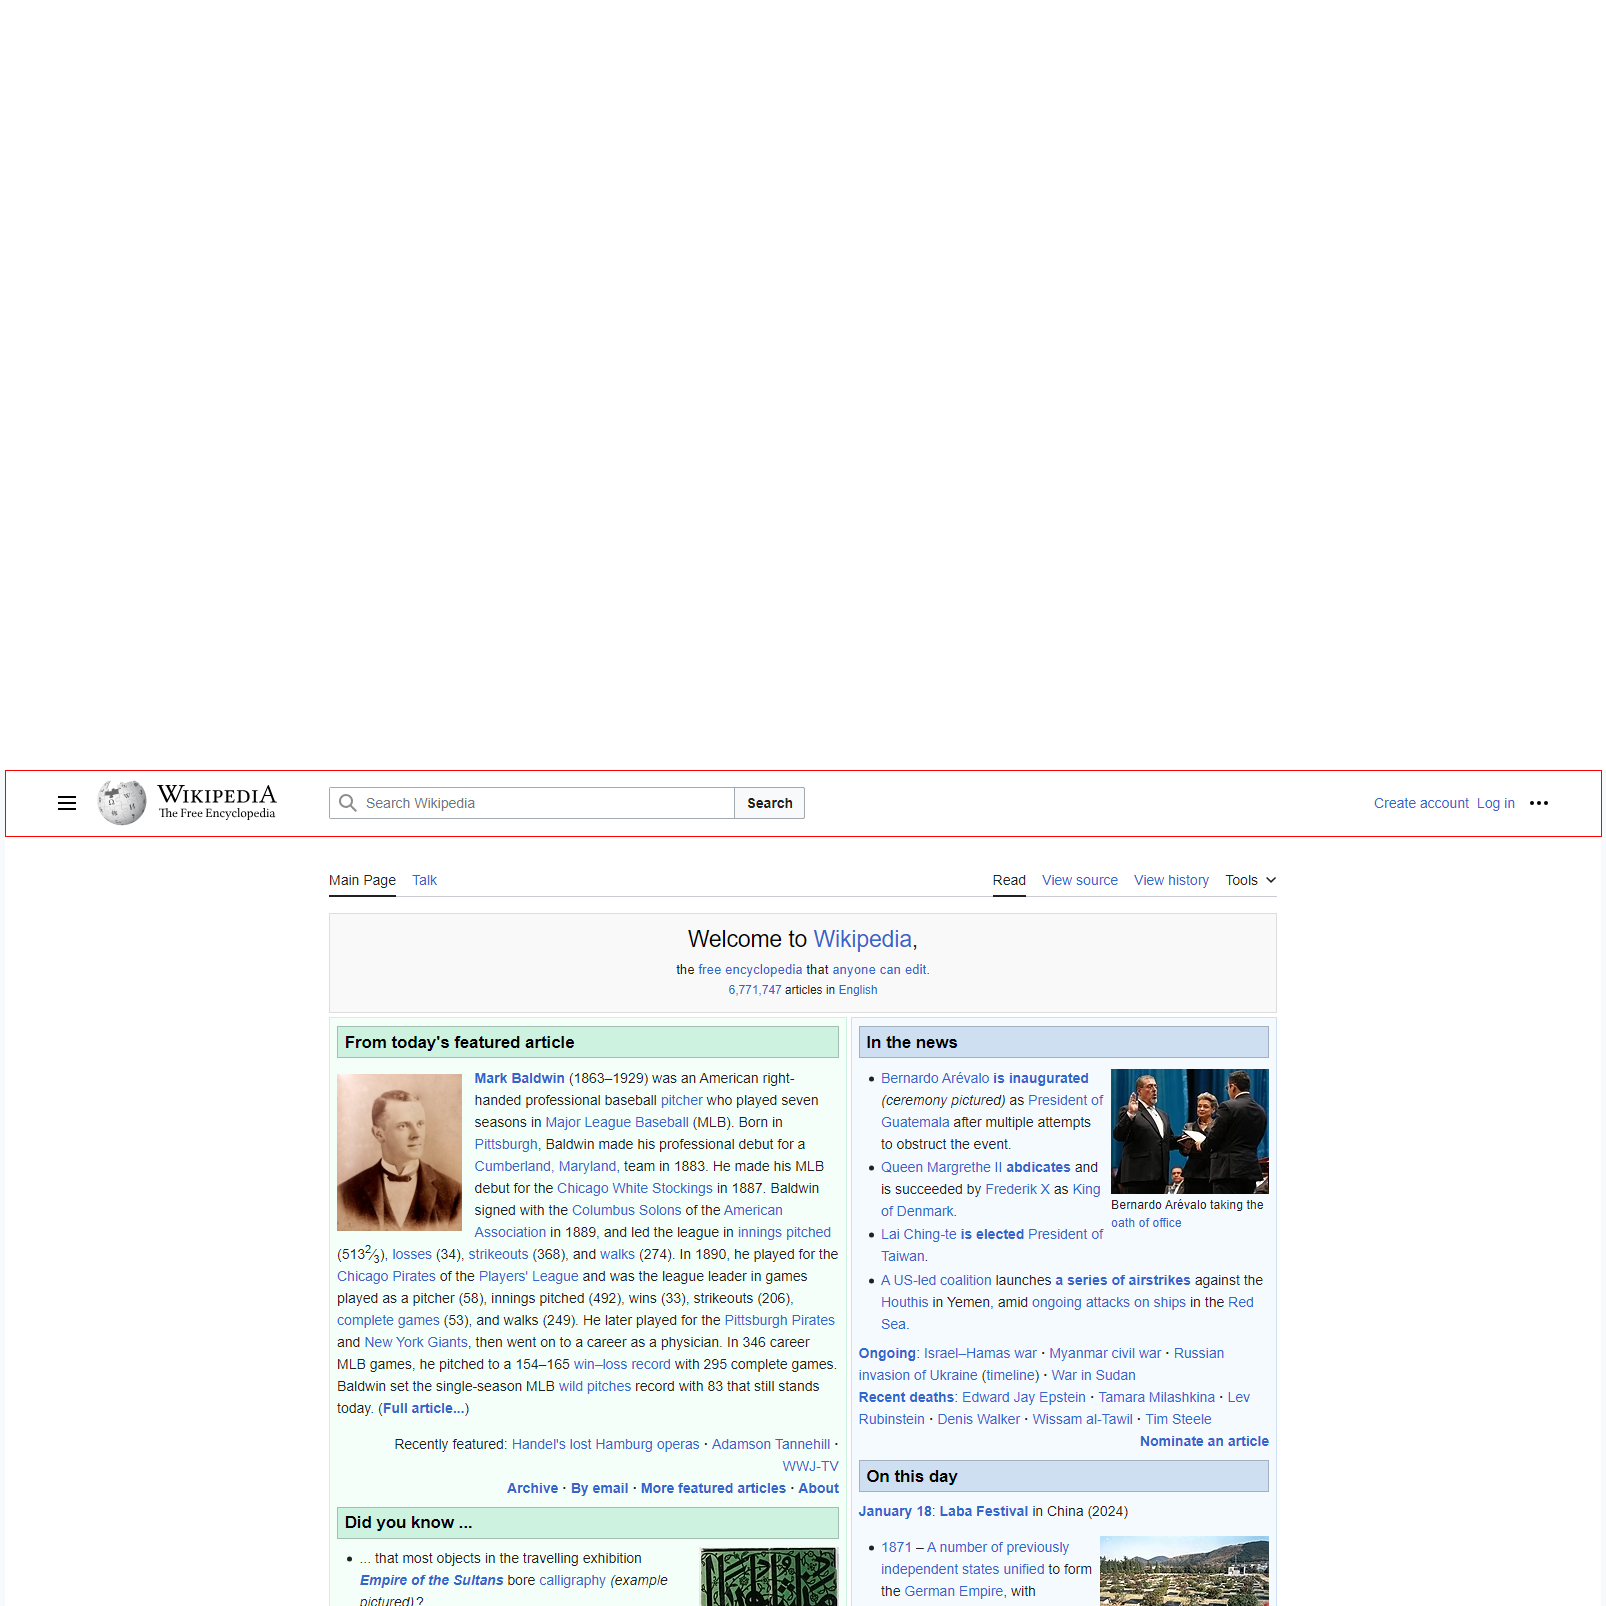 WIKIPEDIA
The Free Encyclopedia
Search Wikipedia
Search
Create account Log in
Main Page Talk
Read View source View history Tools
Welcome to Wikipedia,
the free encyclopedia that anyone can edit.
6,771,747 articles in English
From today's featured article
Mark Baldwin (1863–1929) was an American right-
handed professional baseball pitcher who played seven
seasons in Major League Baseball (MLB). Born in
Pittsburgh, Baldwin made his professional debut for a
Cumberland, Maryland, team in 1883. He made his MLB
debut for the Chicago White Stockings in 1887. Baldwin
signed with the Columbus Solons of the American
Association in 1889, and led the league in innings pitched
(513 2⁄3), losses (34), strikeouts (368), and walks (274). In 1890, he played for the
Chicago Pirates of the Players' League and was the league leader in games
played as a pitcher (58), innings pitched (492), wins (33), strikeouts (206),
complete games (53), and walks (249). He later played for the Pittsburgh Pirates
and New York Giants, then went on to a career as a physician. In 346 career
MLB games, he pitched to a 154–165 win–loss record with 295 complete games.
Baldwin set the single-season MLB wild pitches record with 83 that still stands
today. (Full article...)
Recently featured: Handel's lost Hamburg operas · Adamson Tannehill ·
WWJ-TV
Archive · By email · More featured articles · About
Did you know ...
... that most objects in the travelling exhibition
Empire of the Sultans bore calligraphy (example
pictured)?
In the news
Bernardo Arévalo is inaugurated
(ceremony pictured) as President of
Guatemala after multiple attempts
to obstruct the event.
Queen Margrethe II abdicates and
is succeeded by Frederik X as King
of Denmark.
Lai Ching-te is elected President of
Taiwan.
A US-led coalition launches a series of airstrikes against the
Houthis in Yemen, amid ongoing attacks on ships in the Red
Sea.
Bernardo Arévalo taking the
oath of office
Ongoing: Israel–Hamas war · Myanmar civil war · Russian
invasion of Ukraine (timeline) · War in Sudan
Recent deaths: Edward Jay Epstein · Tamara Milashkina · Lev
Rubinstein · Denis Walker · Wissam al-Tawil · Tim Steele
Nominate an article
On this day
January 18: Laba Festival in China (2024)
1871 – A number of previously
independent states unified to form
the German Empire, with